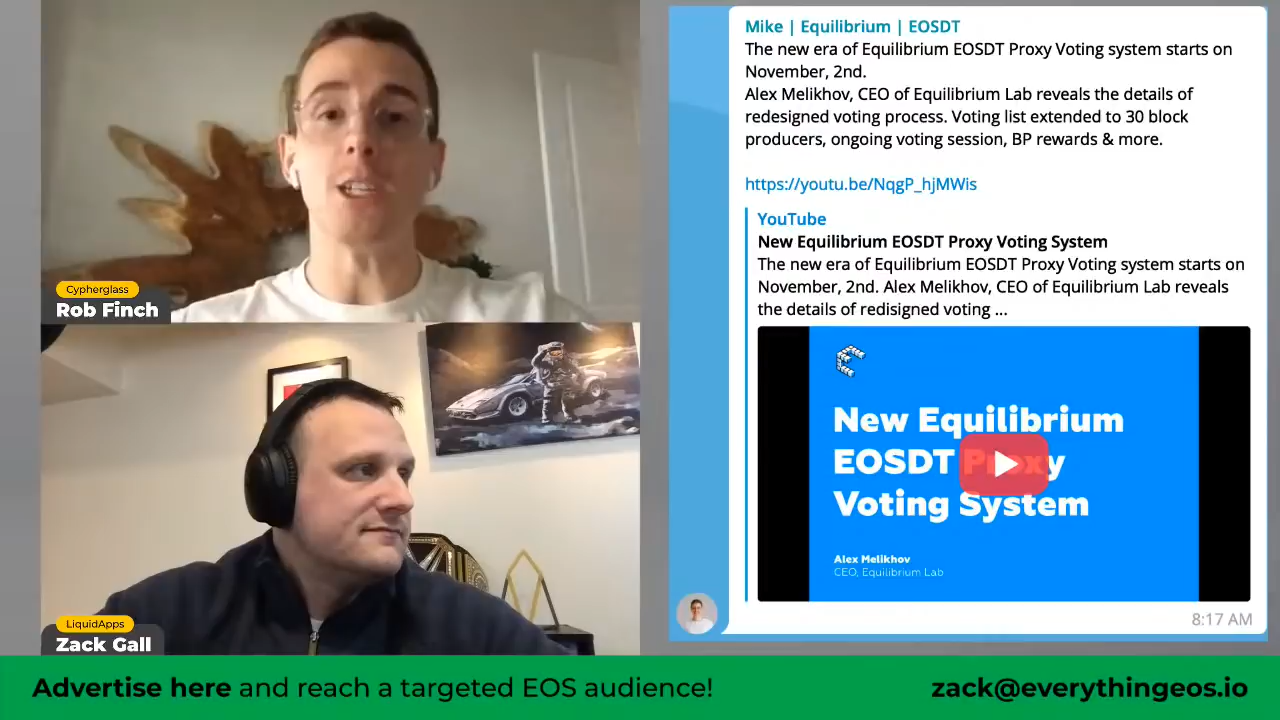 Cypherglass
Rob Finch
LiquidApps
Zack Gall
Mike | Equilibrium | EOSDT
The new era of Equilibrium EOSDT Proxy Voting system starts on
November, 2nd.
Alex Melikhov, CEO of Equilibrium Lab reveals the details of
redesigned voting process. Voting list extended to 30 block
producers, ongoing voting session, BP rewards & more.
https://youtu.be/NqgP_hjMWis
YouTube
New Equilibrium EOSDT Proxy Voting System
The new era of Equilibrium EOSDT Proxy Voting system starts on
November, 2nd. Alex Melikhov, CEO of Equilibrium Lab reveals
the details of redisigned voting ...
New Equilibrium
EOSDT Proxy
Voting System
Alex Melikhov
CEO, Equilibrium Lab
8:17 AM
Advertise here and reach a targeted EOS audience!
zack@everythingeos.io